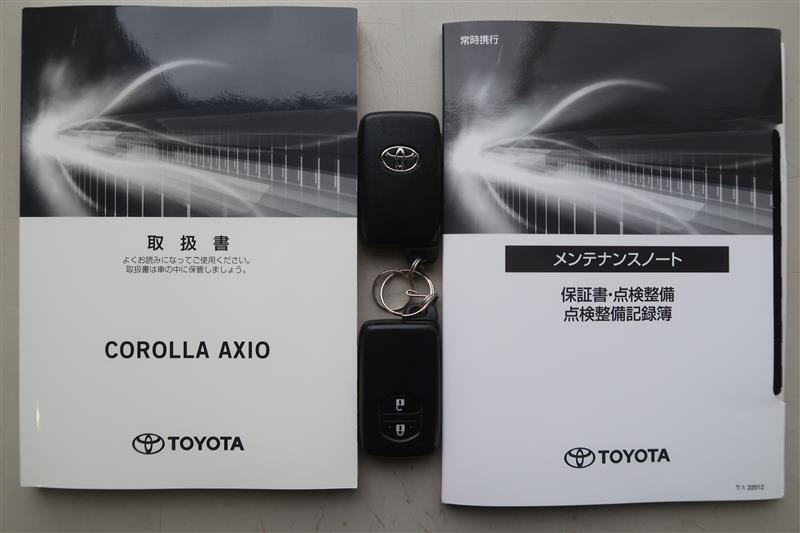 取扱書
よくお読みになってご使用ください。
取扱書は車の中に保管しましょう。
COROLLA AXIO
TOYOTA
常時携行
メンテナンスノート
保証書・点検整備
点検整備記録簿
TOYOTA